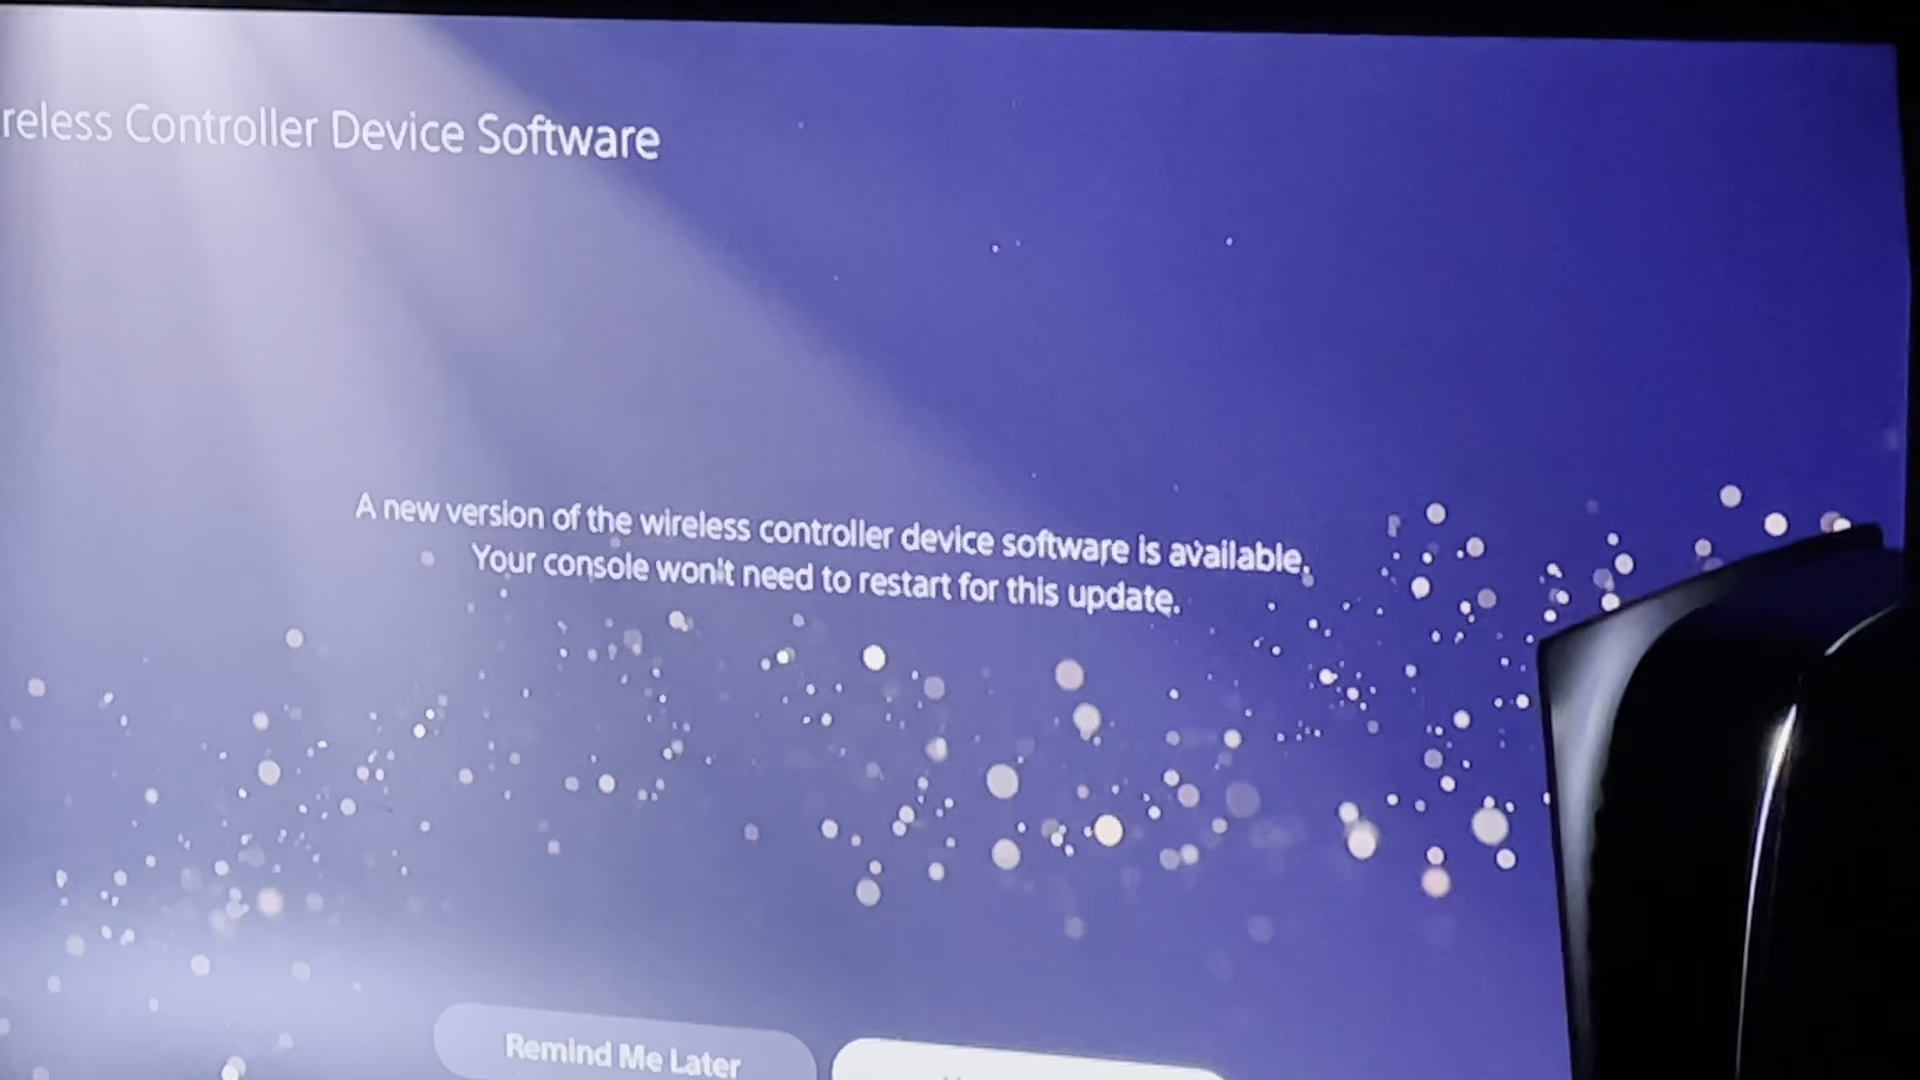 Controller Device Software
A new version of the wireless controller device software is available.
Your console won't need to restart for this update.
Remind Me Later